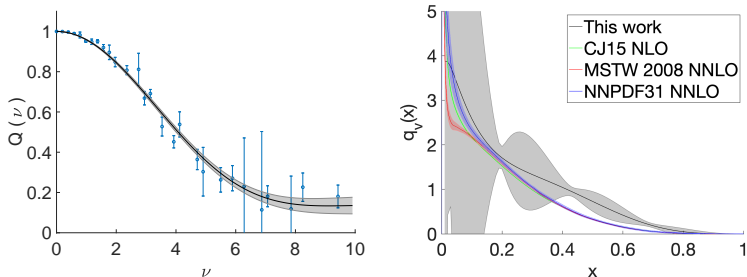 1
0.8
0.6
0.4
0.2
0
Q (ν)
0 2 4 6 8 10
ν
5
4
3
2
1
0
qᵥ(x)
This work
CJ15 NLO
MSTW 2008 NNLO
NNPDF31 NNLO
0 0.2 0.4 0.6 0.8 1
x